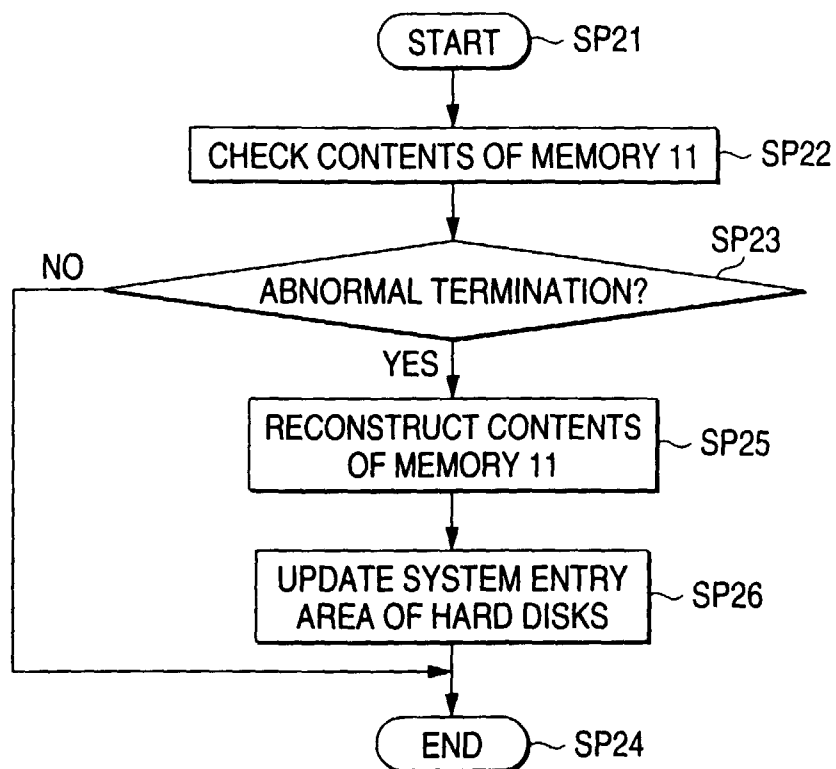 START
SP21
CHECK CONTENTS OF MEMORY 11
SP22
SP23
NO
ABNORMAL TERMINATION?
YES
RECONSTRUCT CONTENTS
OF MEMORY 11
SP25
UPDATE SYSTEM ENTRY
AREA OF HARD DISKS
SP26
END
SP24